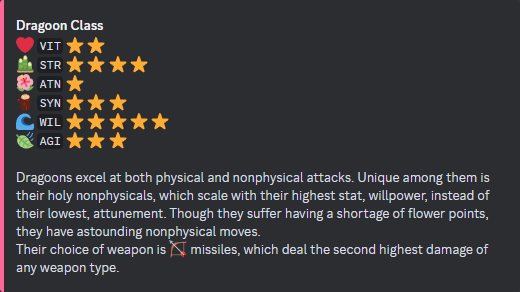 Dragoon Class
VIT
STR
ATN
SYN
WIL
AGI
Dragoons excel at both physical and nonphysical attacks. Unique among them is
their holy nonphysicals, which scale with their highest stat, willpower, instead of
their lowest, attunement. Though they suffer having a shortage of flower points,
they have astounding nonphysical moves.
Their choice of weapon is missiles, which deal the second highest damage of
any weapon type.